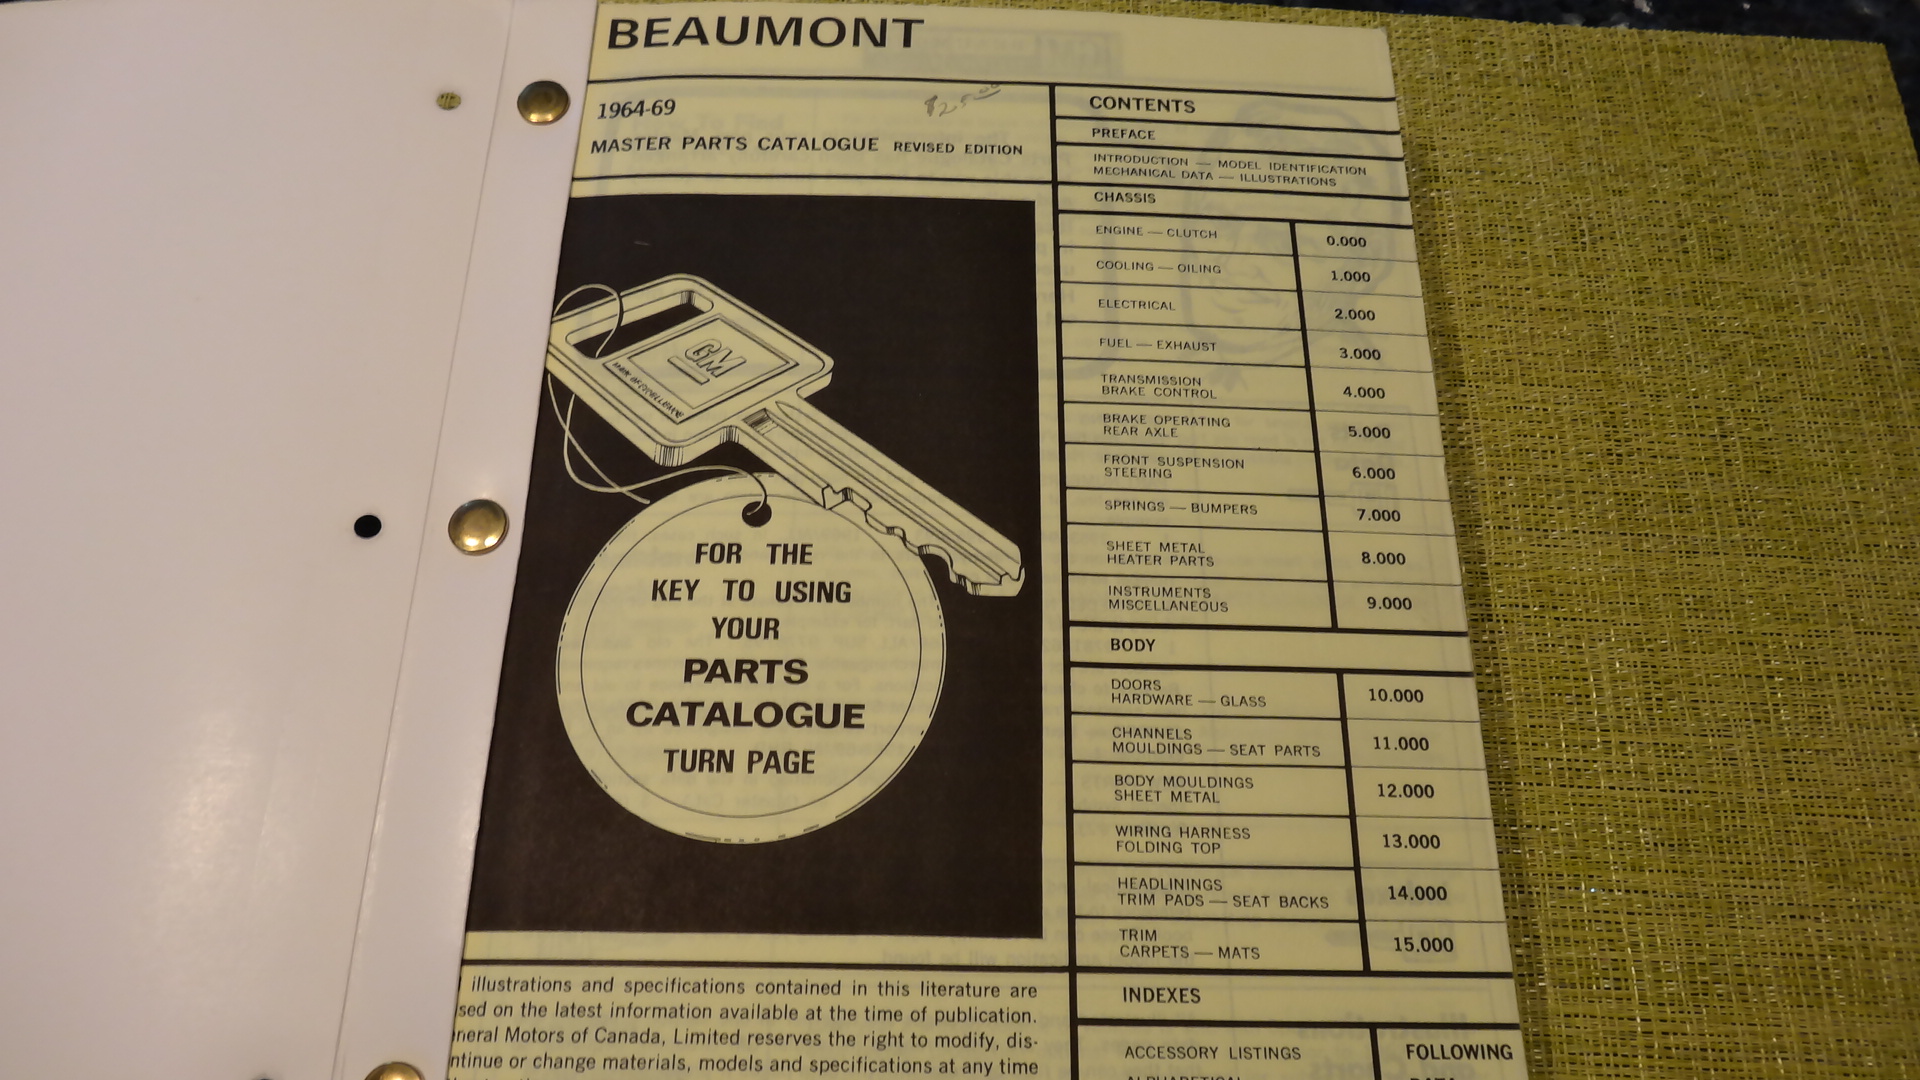 BEAUMONT
1964-69
$25.00
MASTER PARTS CATALOGUE REVISED EDITION
GM
MARK OF EXCELLENCE
FOR THE
KEY TO USING
YOUR
PARTS
CATALOGUE
TURN PAGE
illustrations and specifications contained in this literature are
sed on the latest information available at the time of publication.
neral Motors of Canada, Limited reserves the right to modify, dis-
ntinue or change materials, models and specifications at any time
CONTENTS
PREFACE
INTRODUCTION — MODEL IDENTIFICATION
MECHANICAL DATA — ILLUSTRATIONS
CHASSIS
ENGINE — CLUTCH 0.000
COOLING — OILING 1.000
ELECTRICAL 2.000
FUEL — EXHAUST 3.000
TRANSMISSION
BRAKE CONTROL 4.000
BRAKE OPERATING
REAR AXLE 5.000
FRONT SUSPENSION
STEERING 6.000
SPRINGS — BUMPERS 7.000
SHEET METAL
HEATER PARTS 8.000
INSTRUMENTS
MISCELLANEOUS 9.000
BODY
DOORS
HARDWARE — GLASS 10.000
CHANNELS
MOULDINGS — SEAT PARTS 11.000
BODY MOULDINGS
SHEET METAL 12.000
WIRING HARNESS
FOLDING TOP 13.000
HEADLININGS
TRIM PADS — SEAT BACKS 14.000
TRIM
CARPETS — MATS 15.000
INDEXES
ACCESSORY LISTINGS FOLLOWING